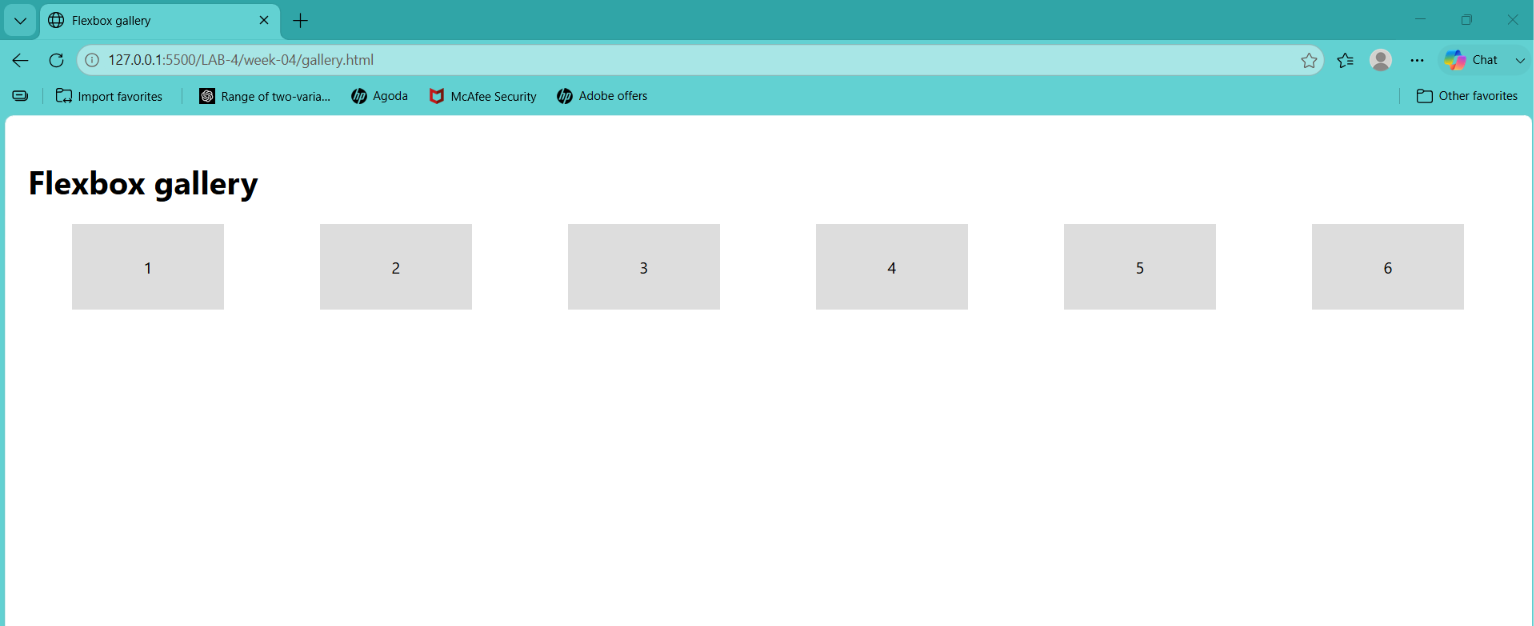 Flexbox gallery
127.0.0.1:5500/LAB-4/week-04/gallery.html
Chat
Import favorites
Range of two-varia...
Agoda
McAfee Security
Adobe offers
Other favorites
Flexbox gallery
1 2 3 4 5 6